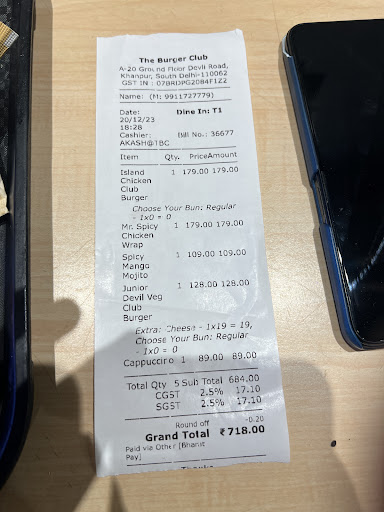 The Burger Club
A-20 Ground Floor Devli Road,
Khanpur, South Delhi-110062
GST IN : 07BRDPG2084F1Z2
Name: (M: 9911727779)
Date: Dine In: T1
20/12/23
18:28
Cashier: Bill No.: 36677
AKASH@TBC
Item Qty. Price Amount
Island 1 179.00 179.00
Chicken
Club
Burger
Choose Your Bun: Regular
- 1x0 = 0
Mr. Spicy 1 179.00 179.00
Chicken
Wrap
Spicy 1 109.00 109.00
Mango
Mojito
Junior 1 128.00 128.00
Devil Veg
Club
Burger
Extra: Cheese - 1x19 = 19,
Choose Your Bun: Regular
- 1x0 = 0
Cappuccino 1 89.00 89.00
Total Qty 5 Sub Total 684.00
CGST 2.5% 17.10
SGST 2.5% 17.10
Round off -0.20
Grand Total ₹718.00
Paid via Other [Bharat
Pay]
Thanks